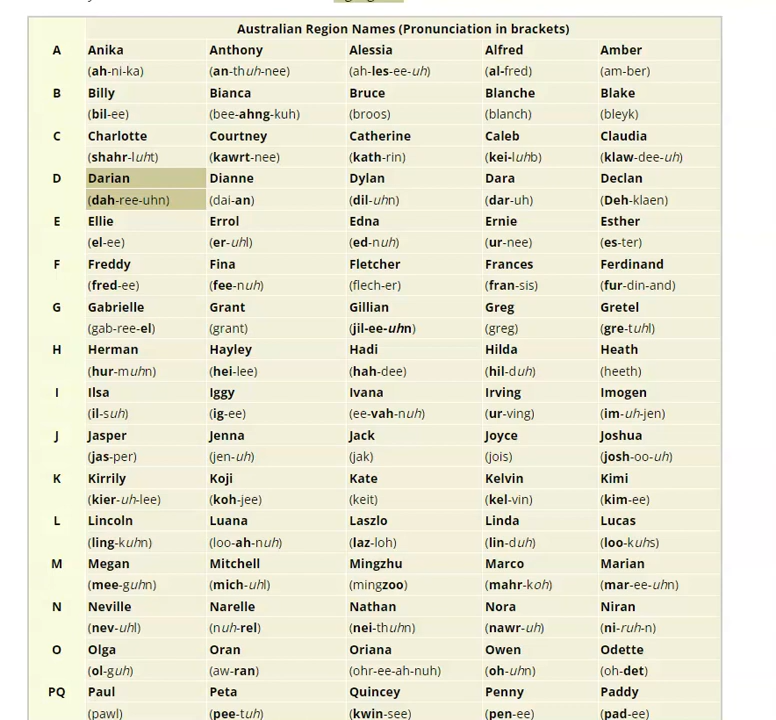 Australian Region Names (Pronunciation in brackets)
A Anika Anthony Alessia Alfred Amber
(ah-ni-ka) (an-thuh-nee) (ah-les-ee-uh) (al-fred) (am-ber)
B Billy Bianca Bruce Blanche Blake
(bil-ee) (bee-ahng-kuh) (broos) (blanch) (bleyk)
C Charlotte Courtney Catherine Caleb Claudia
(shahr-luht) (kawrt-nee) (kath-rin) (kei-luhb) (klaw-dee-uh)
D Darian Dianne Dylan Dara Declan
(dah-ree-uhn) (dai-an) (dil-uhn) (dar-uh) (Deh-klaen)
E Ellie Errol Edna Ernie Esther
(el-ee) (er-uhl) (ed-nuh) (ur-nee) (es-ter)
F Freddy Fina Fletcher Frances Ferdinand
(fred-ee) (fee-nuh) (flech-er) (fran-sis) (fur-din-and)
G Gabrielle Grant Gillian Greg Gretel
(gab-ree-el) (grant) (jil-ee-uhn) (greg) (gre-tuhl)
H Herman Hayley Hadi Hilda Heath
(hur-muhn) (hei-lee) (hah-dee) (hil-duh) (heeth)
I Ilsa Iggy Ivana Irving Imogen
(il-suh) (ig-ee) (ee-vah-nuh) (ur-ving) (im-uh-jen)
J Jasper Jenna Jack Joyce Joshua
(jas-per) (jen-uh) (jak) (jois) (josh-oo-uh)
K Kirrily Koji Kate Kelvin Kimi
(kier-uh-lee) (koh-jee) (keit) (kel-vin) (kim-ee)
L Lincoln Luana Laszlo Linda Lucas
(ling-kuhn) (loo-ah-nuh) (laz-loh) (lin-duh) (loo-kuhs)
M Megan Mitchell Mingzhu Marco Marian
(mee-guhn) (mich-uhl) (mingzoo) (mahr-koh) (mar-ee-uhn)
N Neville Narelle Nathan Nora Niran
(nev-uhl) (nuh-rel) (nei-thuhn) (nawr-uh) (ni-ruh-n)
O Olga Oran Oriana Owen Odette
(ol-guh) (aw-ran) (ohr-ee-ah-nuh) (oh-uhn) (oh-det)
PQ Paul Peta Quincey Penny Paddy
(pawl) (pee-tuh) (kwin-see) (pen-ee) (pad-ee)